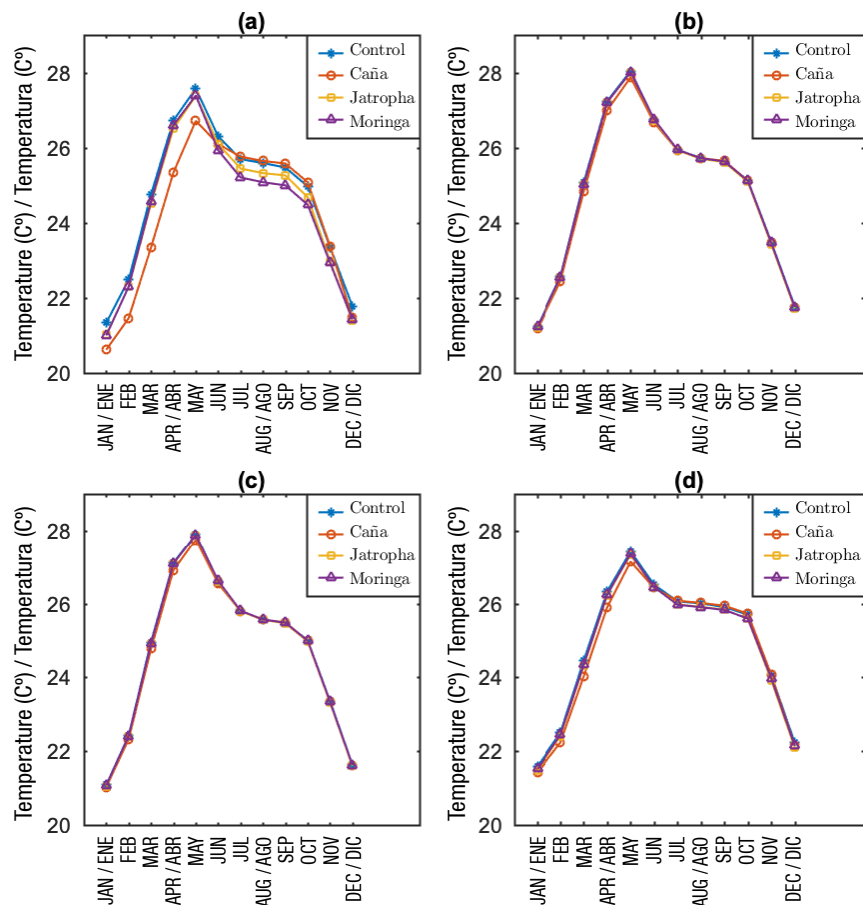 (a)
Temperature (Cº) / Temperatura (Cº)
28
26
24
22
20
Control
Caña
Jatropha
Moringa
JAN / ENE
FEB
MAR
APR / ABR
MAY
JUN
JUL
AUG / AGO
SEP
OCT
NOV
DEC / DIC
(b)
Temperature (Cº) / Temperatura (Cº)
28
26
24
22
20
Control
Caña
Jatropha
Moringa
JAN / ENE
FEB
MAR
APR / ABR
MAY
JUN
JUL
AUG / AGO
SEP
OCT
NOV
DEC / DIC
(c)
Temperature (Cº) / Temperatura (Cº)
28
26
24
22
20
Control
Caña
Jatropha
Moringa
JAN / ENE
FEB
MAR
APR / ABR
MAY
JUN
JUL
AUG / AGO
SEP
OCT
NOV
DEC / DIC
(d)
Temperature (Cº) / Temperatura (Cº)
28
26
24
22
20
Control
Caña
Jatropha
Moringa
JAN / ENE
FEB
MAR
APR / ABR
MAY
JUN
JUL
AUG / AGO
SEP
OCT
NOV
DEC / DIC